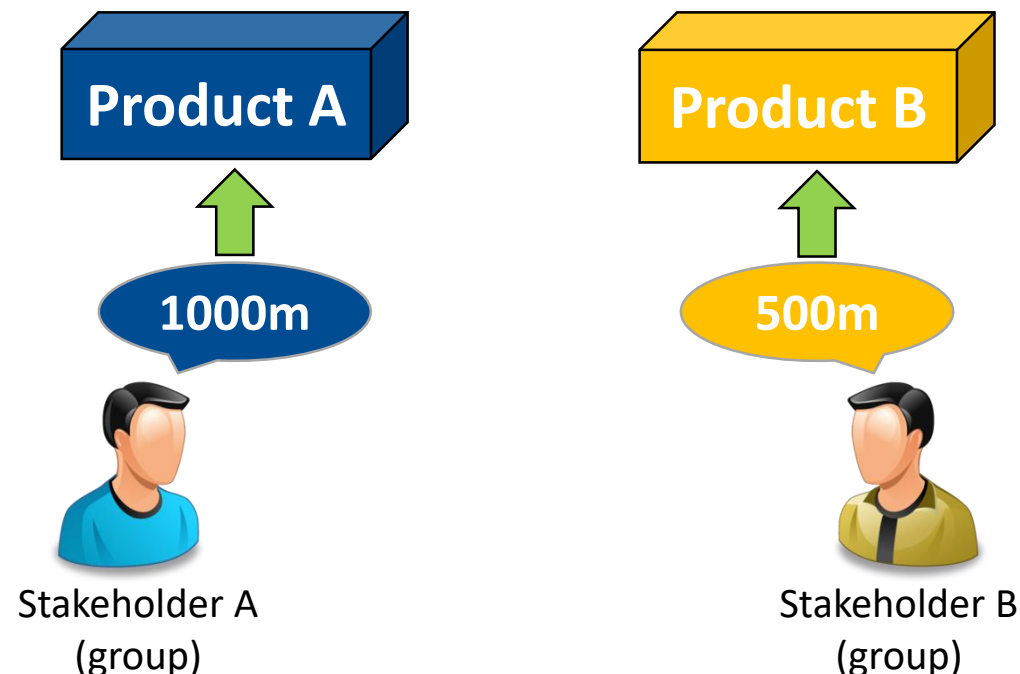 Product A
Product B
1000m
500m
Stakeholder A
(group)
Stakeholder B
(group)